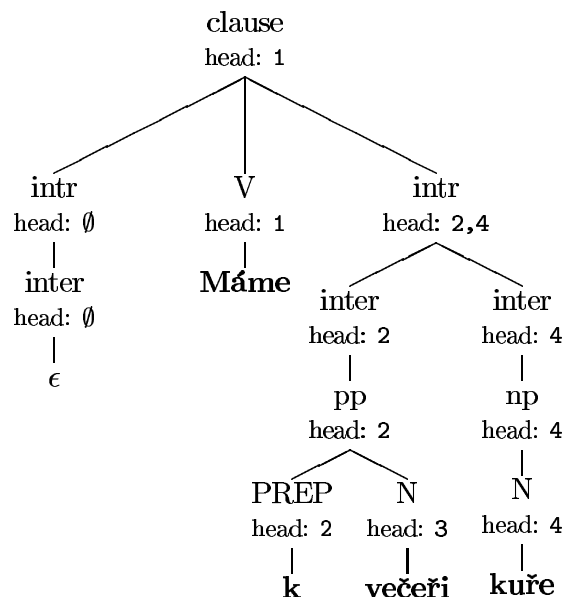 clause
head: 1
intr V intr
head: ∅ head: 1 head: 2,4
inter Máme inter inter
head: ∅ head: 2 head: 4
ϵ pp np
head: 2 head: 4
PREP N N
head: 2 head: 3 head: 4
k večeři kuře